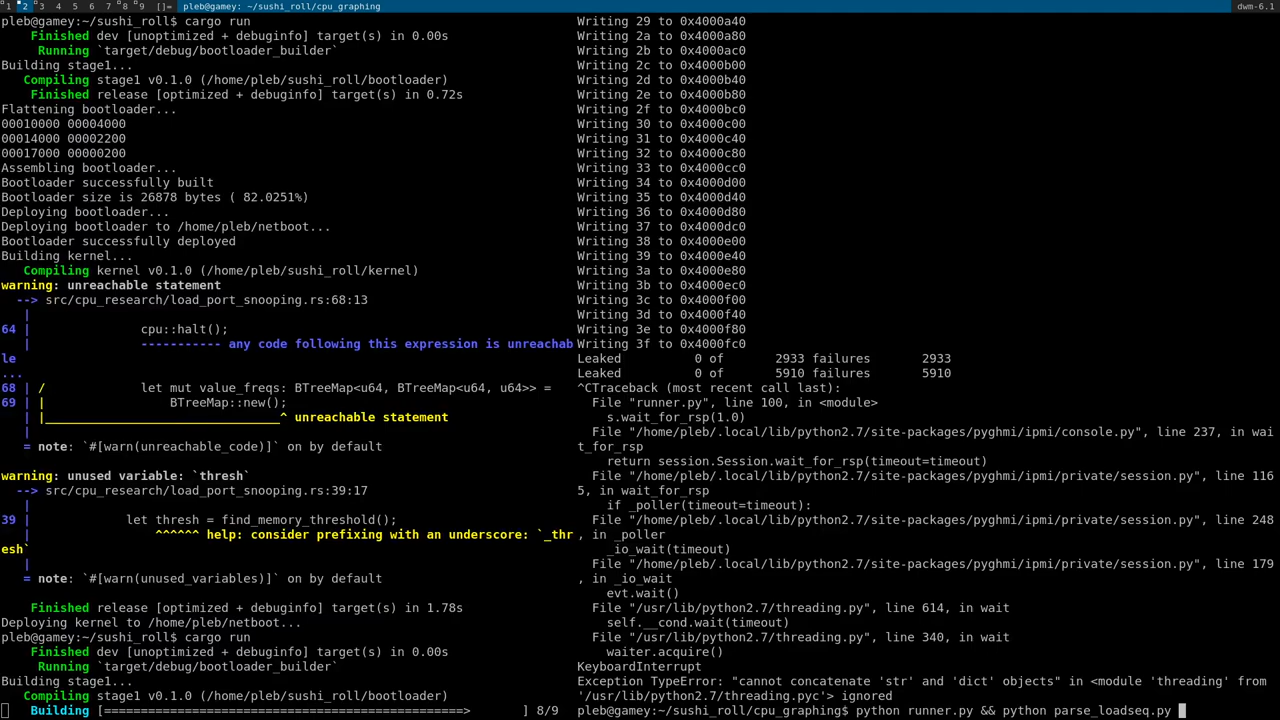 1 2 3 4 5 6 7 8 9 []= pleb@gamey: ~/sushi_roll/cpu_graphing dwm-6.1
pleb@gamey:~/sushi_roll$ cargo run
    Finished dev [unoptimized + debuginfo] target(s) in 0.00s
     Running `target/debug/bootloader_builder`
Building stage1...
   Compiling stage1 v0.1.0 (/home/pleb/sushi_roll/bootloader)
    Finished release [optimized + debuginfo] target(s) in 0.72s
Flattening bootloader...
00010000 00004000
00014000 00002200
00017000 00000200
Assembling bootloader...
Bootloader successfully built
Bootloader size is 26878 bytes ( 82.0251%)
Deploying bootloader...
Deploying bootloader to /home/pleb/netboot...
Bootloader successfully deployed
Building kernel...
   Compiling kernel v0.1.0 (/home/pleb/sushi_roll/kernel)
warning: unreachable statement
  --> src/cpu_research/load_port_snooping.rs:68:13
   |
64 |               cpu::halt();
   |               ----------- any code following this expression is unreachab
le
...
68 | /             let mut value_freqs: BTreeMap<u64, BTreeMap<u64, u64>> =
69 | |                 BTreeMap::new();
   | |_________________________________^ unreachable statement
   |
   = note: `#[warn(unreachable_code)]` on by default

warning: unused variable: `thresh`
  --> src/cpu_research/load_port_snooping.rs:39:17
   |
39 |             let thresh = find_memory_threshold();
   |                 ^^^^^^ help: consider prefixing with an underscore: `_thr
esh`
   |
   = note: `#[warn(unused_variables)]` on by default

    Finished release [optimized + debuginfo] target(s) in 1.78s
Deploying kernel to /home/pleb/netboot...
pleb@gamey:~/sushi_roll$ cargo run
    Finished dev [unoptimized + debuginfo] target(s) in 0.00s
     Running `target/debug/bootloader_builder`
Building stage1...
   Compiling stage1 v0.1.0 (/home/pleb/sushi_roll/bootloader)
    Building [=================================================>       ] 8/9
Writing 29 to 0x4000a40
Writing 2a to 0x4000a80
Writing 2b to 0x4000ac0
Writing 2c to 0x4000b00
Writing 2d to 0x4000b40
Writing 2e to 0x4000b80
Writing 2f to 0x4000bc0
Writing 30 to 0x4000c00
Writing 31 to 0x4000c40
Writing 32 to 0x4000c80
Writing 33 to 0x4000cc0
Writing 34 to 0x4000d00
Writing 35 to 0x4000d40
Writing 36 to 0x4000d80
Writing 37 to 0x4000dc0
Writing 38 to 0x4000e00
Writing 39 to 0x4000e40
Writing 3a to 0x4000e80
Writing 3b to 0x4000ec0
Writing 3c to 0x4000f00
Writing 3d to 0x4000f40
Writing 3e to 0x4000f80
Writing 3f to 0x4000fc0
Leaked          0 of       2933 failures       2933
Leaked          0 of       5910 failures       5910
^CTraceback (most recent call last):
  File "runner.py", line 100, in <module>
    s.wait_for_rsp(1.0)
  File "/home/pleb/.local/lib/python2.7/site-packages/pyghmi/ipmi/console.py", line 237, in wai
t_for_rsp
    return session.Session.wait_for_rsp(timeout=timeout)
  File "/home/pleb/.local/lib/python2.7/site-packages/pyghmi/ipmi/private/session.py", line 116
5, in wait_for_rsp
    if _poller(timeout=timeout):
  File "/home/pleb/.local/lib/python2.7/site-packages/pyghmi/ipmi/private/session.py", line 248
, in _poller
    _io_wait(timeout)
  File "/home/pleb/.local/lib/python2.7/site-packages/pyghmi/ipmi/private/session.py", line 179
, in _io_wait
    evt.wait()
  File "/usr/lib/python2.7/threading.py", line 614, in wait
    self.__cond.wait(timeout)
  File "/usr/lib/python2.7/threading.py", line 340, in wait
    waiter.acquire()
KeyboardInterrupt
Exception TypeError: "cannot concatenate 'str' and 'dict' objects" in <module 'threading' from
'/usr/lib/python2.7/threading.pyc'> ignored
pleb@gamey:~/sushi_roll/cpu_graphing$ python runner.py && python parse_loadseq.py